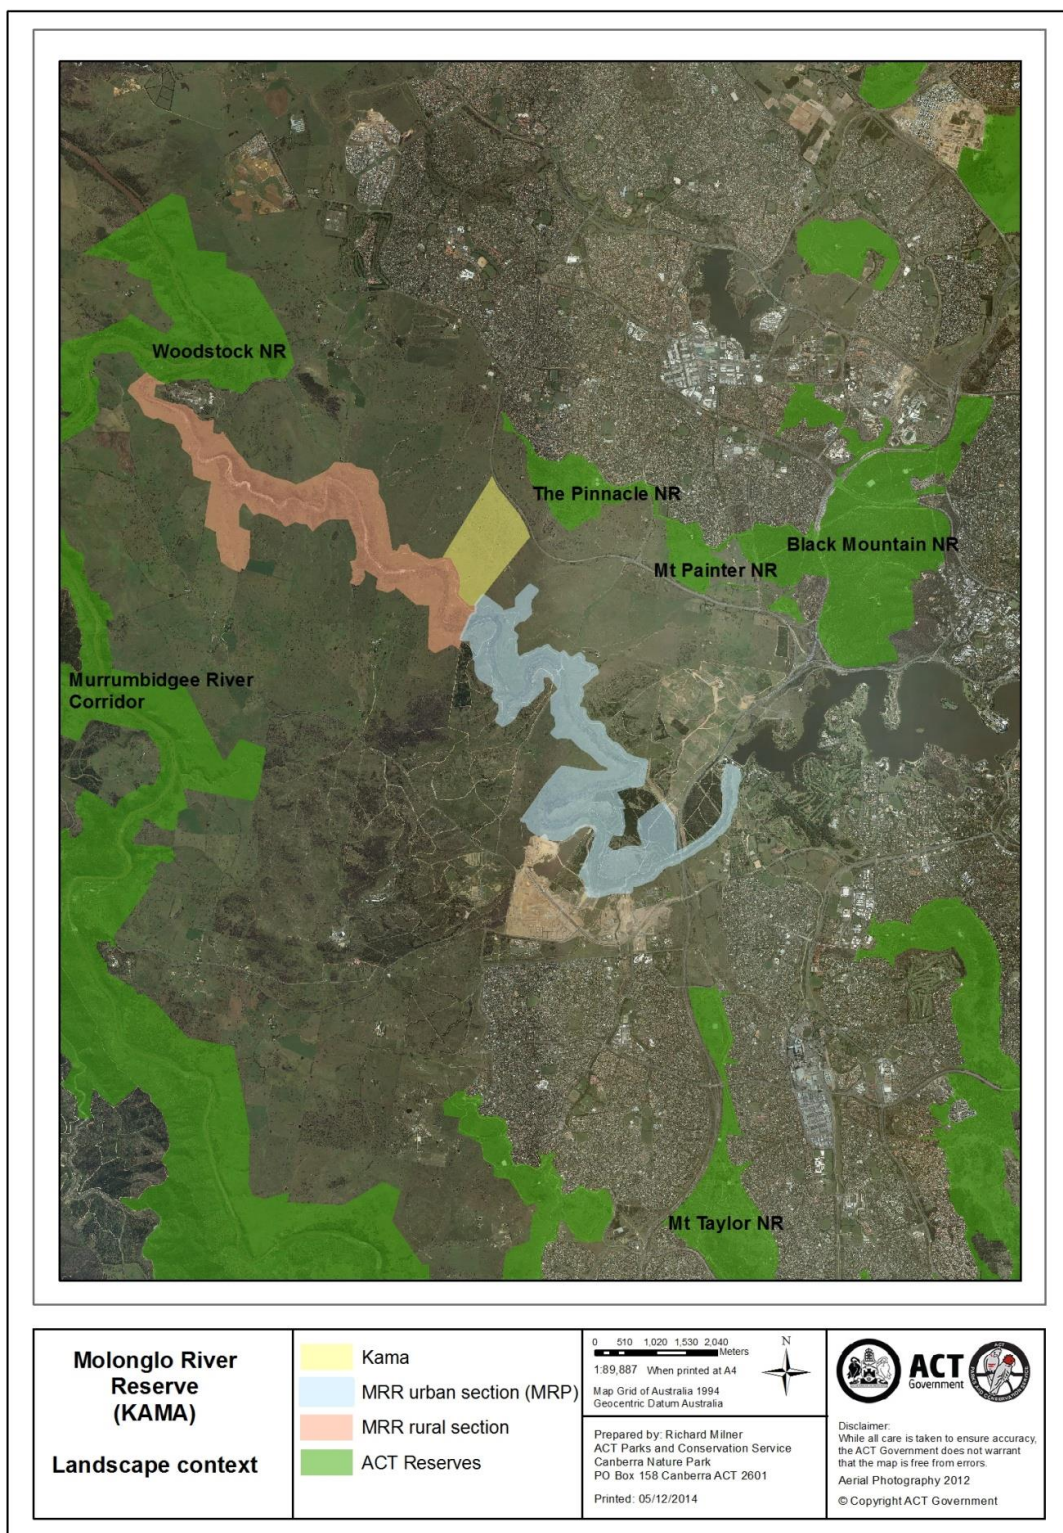 Woodstock NR
The Pinnacle NR
Black Mountain NR
Mt Painter NR
Murrumbidgee River
Corridor
Mt Taylor NR
Molonglo River
Reserve
(KAMA)
Landscape context
Kama
MRR urban section (MRP)
MRR rural section
ACT Reserves
0 510 1,020 1,530 2,040
Meters
1:89,887 When printed at A4
Map Grid of Australia 1994
Geocentric Datum Australia
N
Prepared by: Richard Milner
ACT Parks and Conservation Service
Canberra Nature Park
PO Box 158 Canberra ACT 2601
Printed: 05/12/2014
ACT
Government
Disclaimer:
While all care is taken to ensure accuracy,
the ACT Government does not warrant
that the map is free from errors.
Aerial Photography 2012
© Copyright ACT Government